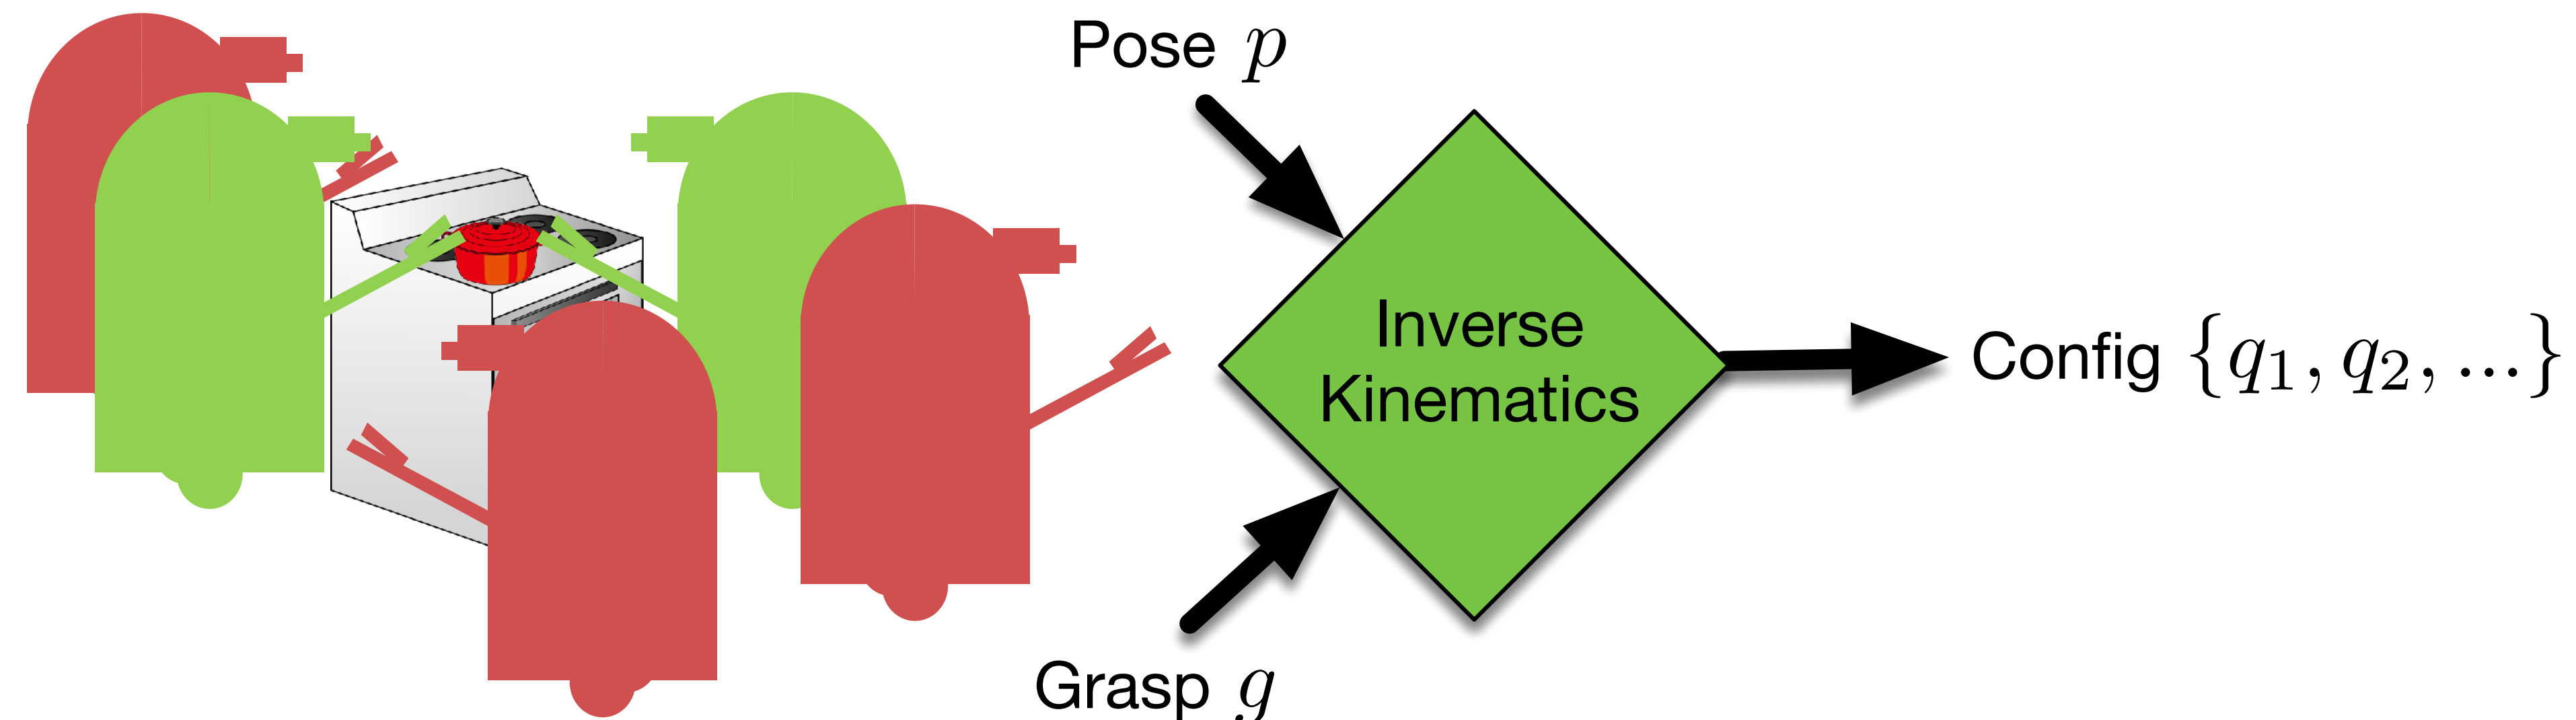 Pose p
Inverse
Kinematics
Config {q₁, q₂, ...}
Grasp g